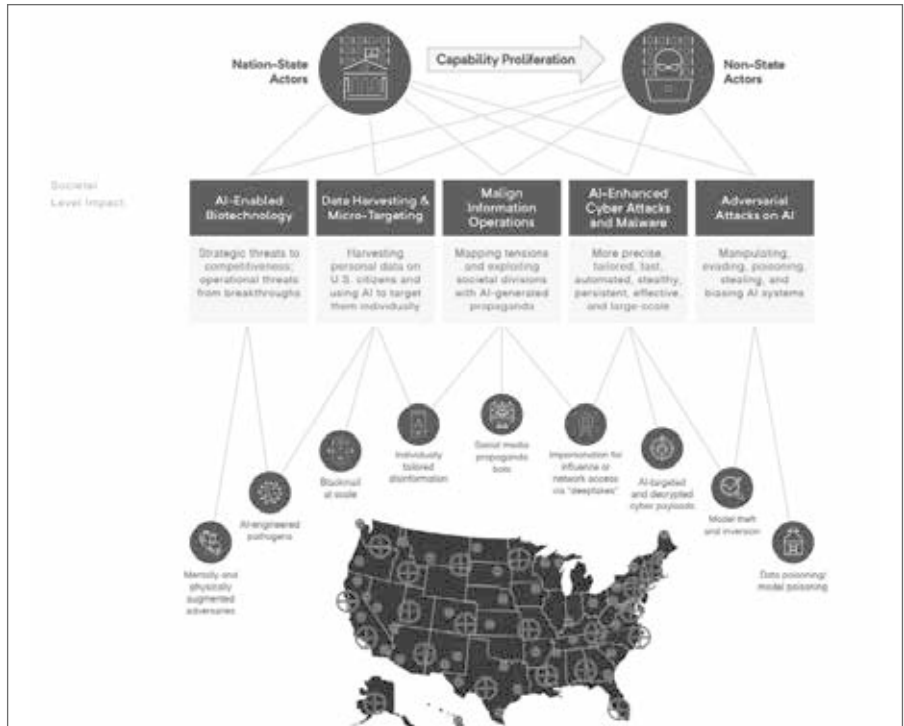 Nation-State
Actors
Capability Proliferation
Non-State
Actors
Societal
Level Impact
AI-Enabled
Biotechnology
Data Harvesting &
Micro-Targeting
Malign
Information
Operations
AI-Enhanced
Cyber Attacks
and Malware
Adversarial
Attacks on AI
Strategic threats to
competitiveness;
operational threats
from breakthroughs
Harvesting
personal data on
U.S. citizens and
using AI to target
them individually
Mapping tensions
and exploiting
societal divisions
with AI-generated
propaganda
More precise,
tailored, fast,
automated, stealthy,
persistent, effective,
and large-scale
Manipulating,
evading, poisoning,
stealing, and
biasing AI systems
Mentally and
physically
augmented
adversaries
AI-engineered
pathogens
Blackmail
at scale
Individually
tailored
disinformation
Social media
propaganda
bots
Impersonation for
influence or
network access
via "deepfakes"
AI-targeted
and decrypted
cyber payloads
Model theft
and inversion
Data poisoning/
model poisoning